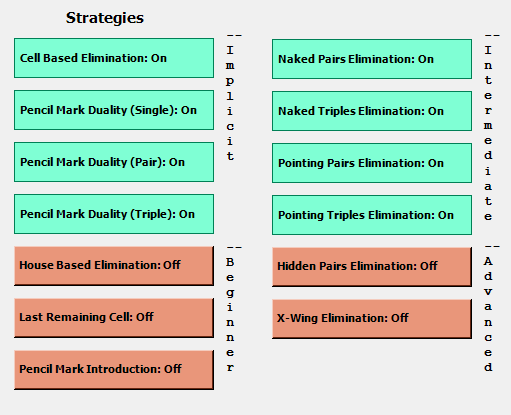 Strategies
Cell Based Elimination: On
Pencil Mark Duality (Single): On
Pencil Mark Duality (Pair): On
Pencil Mark Duality (Triple): On
--Implicit
House Based Elimination: Off
Last Remaining Cell: Off
Pencil Mark Introduction: Off
--Beginner
Naked Pairs Elimination: On
Naked Triples Elimination: On
Pointing Pairs Elimination: On
Pointing Triples Elimination: On
--Intermediate
Hidden Pairs Elimination: Off
X-Wing Elimination: Off
--Advanced